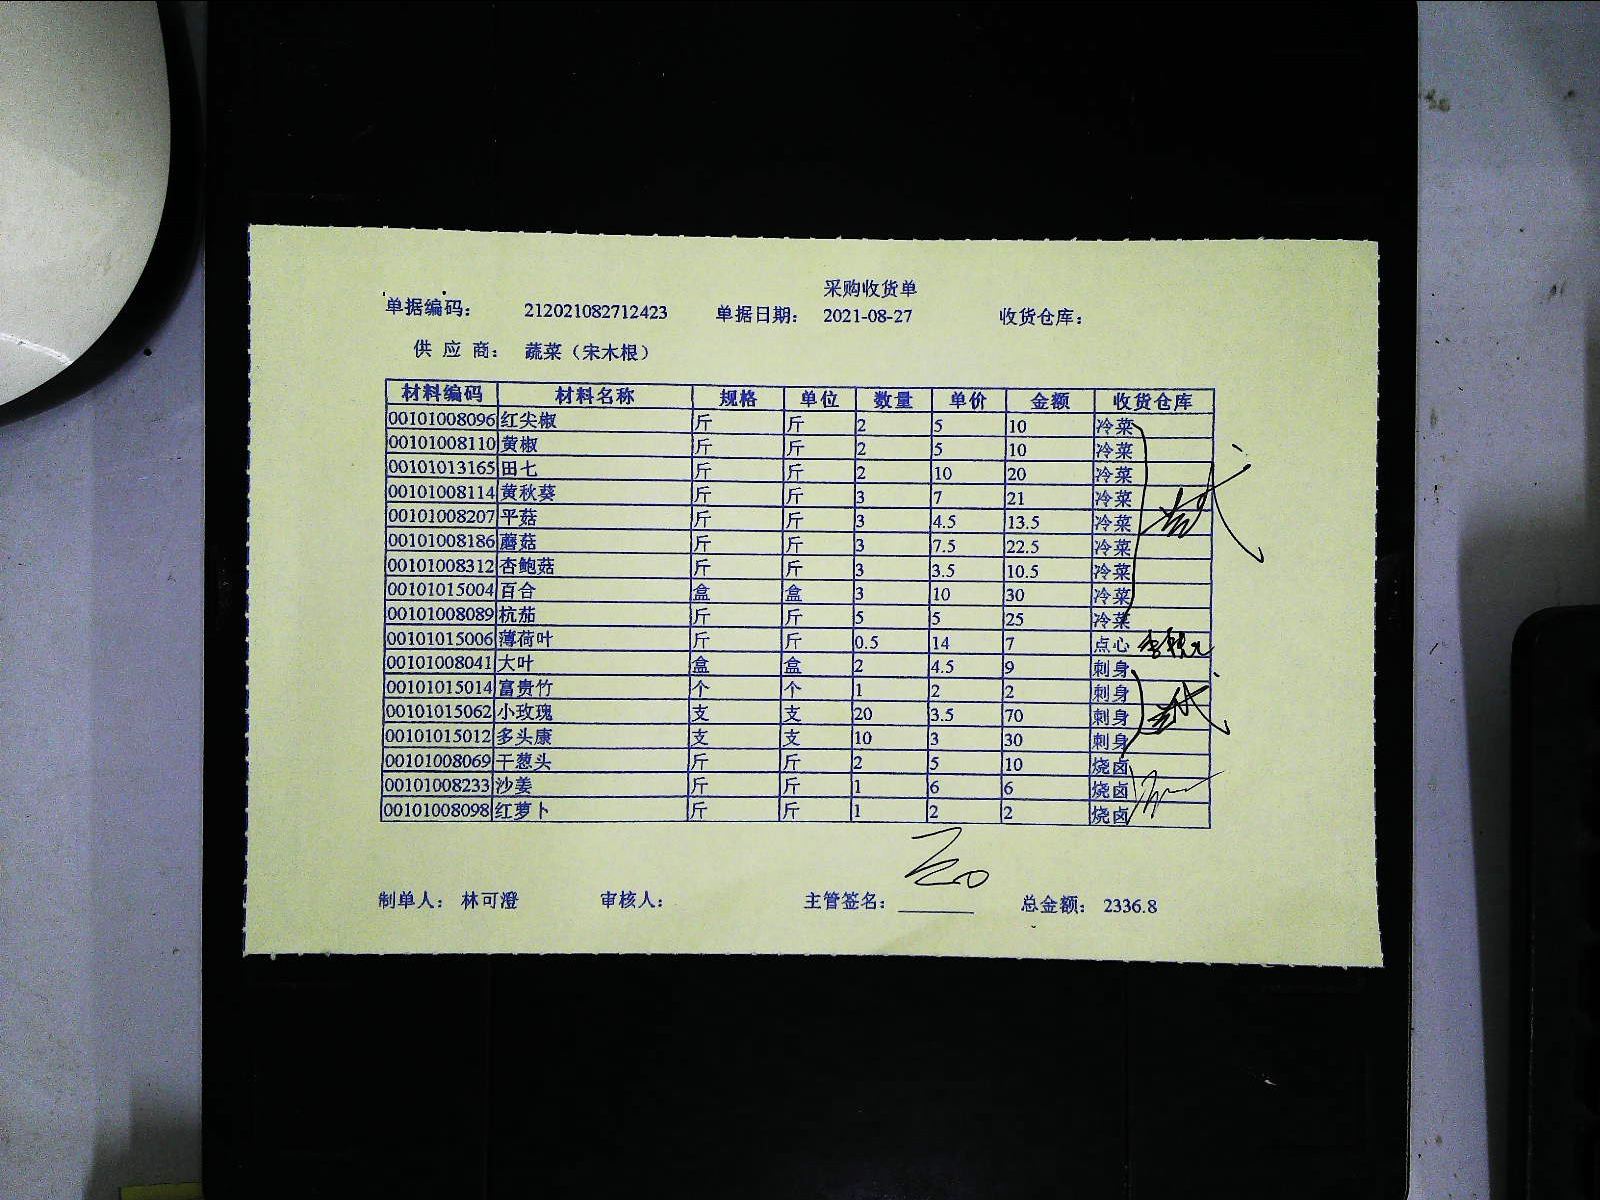 采购收货单
单据编码： 212021082712423 单据日期： 2021-08-27 收货仓库：
供 应 商： 蔬菜（宋木根）
材料编码 材料名称 规格 单位 数量 单价 金额 收货仓库
00101008096 红尖椒 斤 斤 2 5 10 冷菜
00101008110 黄椒 斤 斤 2 5 10 冷菜
00101013165 田七 斤 斤 2 10 20 冷菜
00101008114 黄秋葵 斤 斤 3 7 21 冷菜
00101008207 平菇 斤 斤 3 4.5 13.5 冷菜
00101008186 蘑菇 斤 斤 3 7.5 22.5 冷菜
00101008312 杏鲍菇 斤 斤 3 3.5 10.5 冷菜
00101015004 百合 盒 盒 3 10 30 冷菜
00101008089 杭茄 斤 斤 5 5 25 冷菜
00101015006 薄荷叶 斤 斤 0.5 14 7 点心
00101008041 大叶 盒 盒 2 4.5 9 刺身
00101015014 富贵竹 个 个 1 2 2 刺身
00101015062 小玫瑰 支 支 20 3.5 70 刺身
00101015012 多头康 支 支 10 3 30 刺身
00101008069 干葱头 斤 斤 2 5 10 烧卤
00101008233 沙姜 斤 斤 1 6 6 烧卤
00101008098 红萝卜 斤 斤 1 2 2 烧卤
制单人： 林可澄 审核人： 主管签名： 总金额： 2336.8